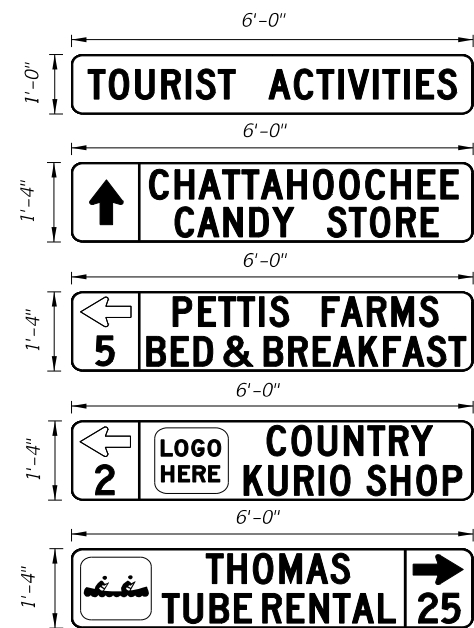 6'-0"
1'-0"
TOURIST ACTIVITIES
6'-0"
1'-4"
CHATTAHOOCHEE
CANDY STORE
6'-0"
1'-4"
PETTIS FARMS
5 BED & BREAKFAST
6'-0"
1'-4"
LOGO COUNTRY
2 HERE KURIO SHOP
6'-0"
1'-4"
THOMAS
TUBE RENTAL 25